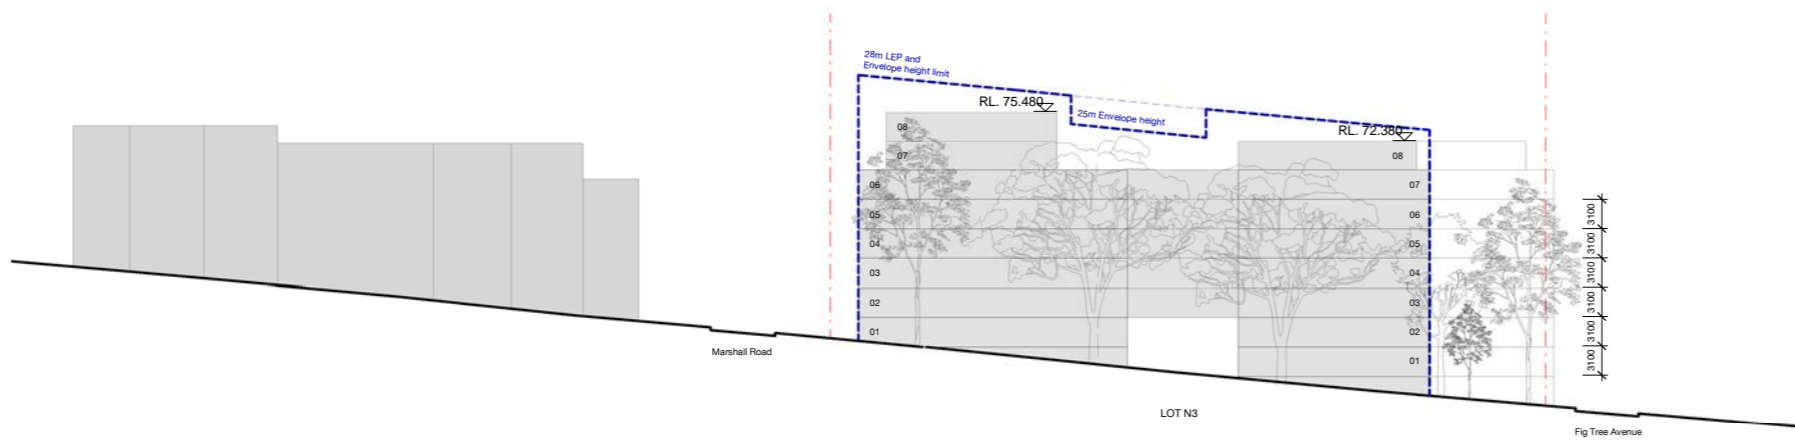 28m LEP and
Envelope height limit
RL. 75.480
25m Envelope height
RL. 72.380
08
07
06
05
04
03
02
01
08
07
06
05
04
03
02
01
3100
3100
3100
3100
3100
3100
Marshall Road
LOT N3
Fig Tree Avenue